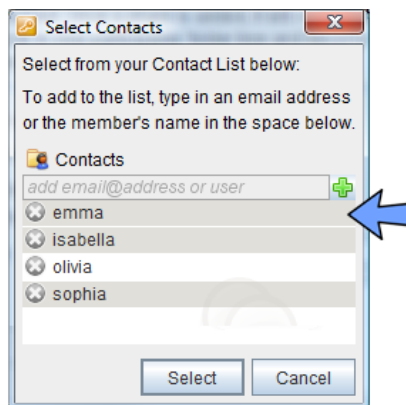 Select Contacts
Select from your Contact List below:
To add to the list, type in an email address
or the member's name in the space below.
Contacts
add email@address or user
emma
isabella
olivia
sophia
Select Cancel